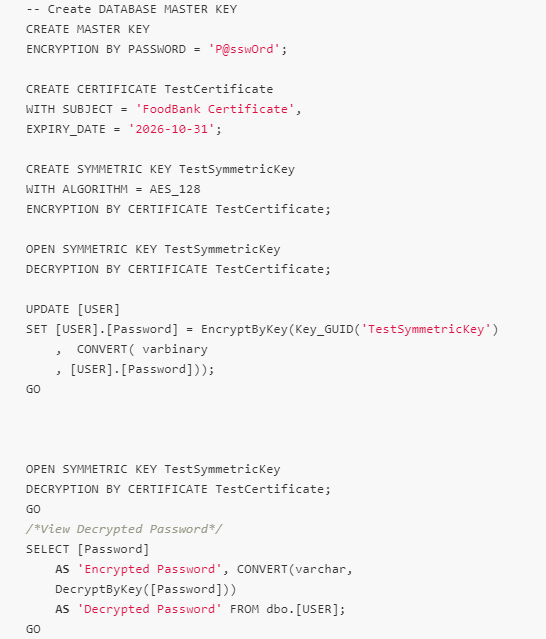 -- Create DATABASE MASTER KEY
CREATE MASTER KEY
ENCRYPTION BY PASSWORD = 'P@sswOrd';
CREATE CERTIFICATE TestCertificate
WITH SUBJECT = 'FoodBank Certificate',
EXPIRY_DATE = '2026-10-31';
CREATE SYMMETRIC KEY TestSymmetricKey
WITH ALGORITHM = AES_128
ENCRYPTION BY CERTIFICATE TestCertificate;
OPEN SYMMETRIC KEY TestSymmetricKey
DECRYPTION BY CERTIFICATE TestCertificate;
UPDATE [USER]
SET [USER].[Password] = EncryptByKey(Key_GUID('TestSymmetricKey')
,  CONVERT( varbinary
, [USER].[Password]));
GO
OPEN SYMMETRIC KEY TestSymmetricKey
DECRYPTION BY CERTIFICATE TestCertificate;
GO
/*View Decrypted Password*/
SELECT [Password]
AS 'Encrypted Password', CONVERT(varchar,
DecryptByKey([Password]))
AS 'Decrypted Password' FROM dbo.[USER];
GO